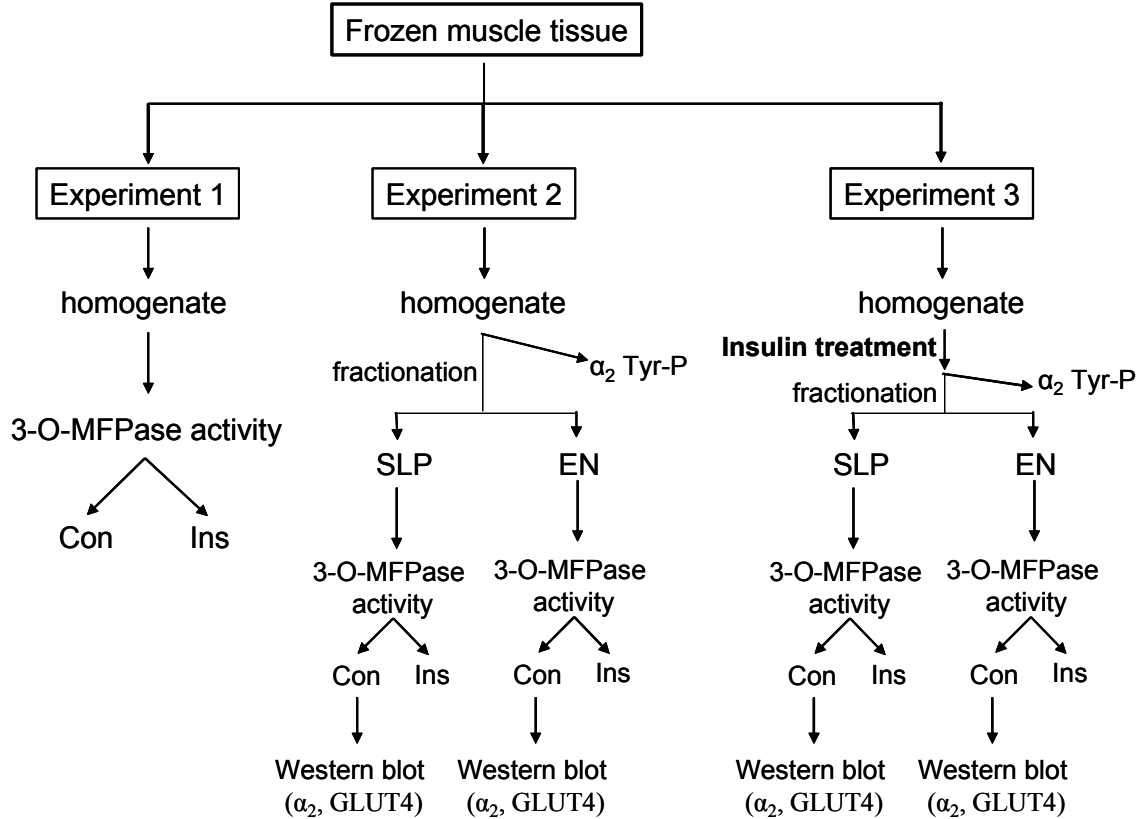 Frozen muscle tissue
Experiment 1
homogenate
3-O-MFPase activity
Con
Ins
Experiment 2
homogenate
fractionation
α₂ Tyr-P
SLP
EN
3-O-MFPase
activity
3-O-MFPase
activity
Con
Ins
Con
Ins
Western blot
(α₂, GLUT4)
Western blot
(α₂, GLUT4)
Experiment 3
homogenate
Insulin treatment
fractionation
α₂ Tyr-P
SLP
EN
3-O-MFPase
activity
3-O-MFPase
activity
Con
Ins
Con
Ins
Western blot
(α₂, GLUT4)
Western blot
(α₂, GLUT4)